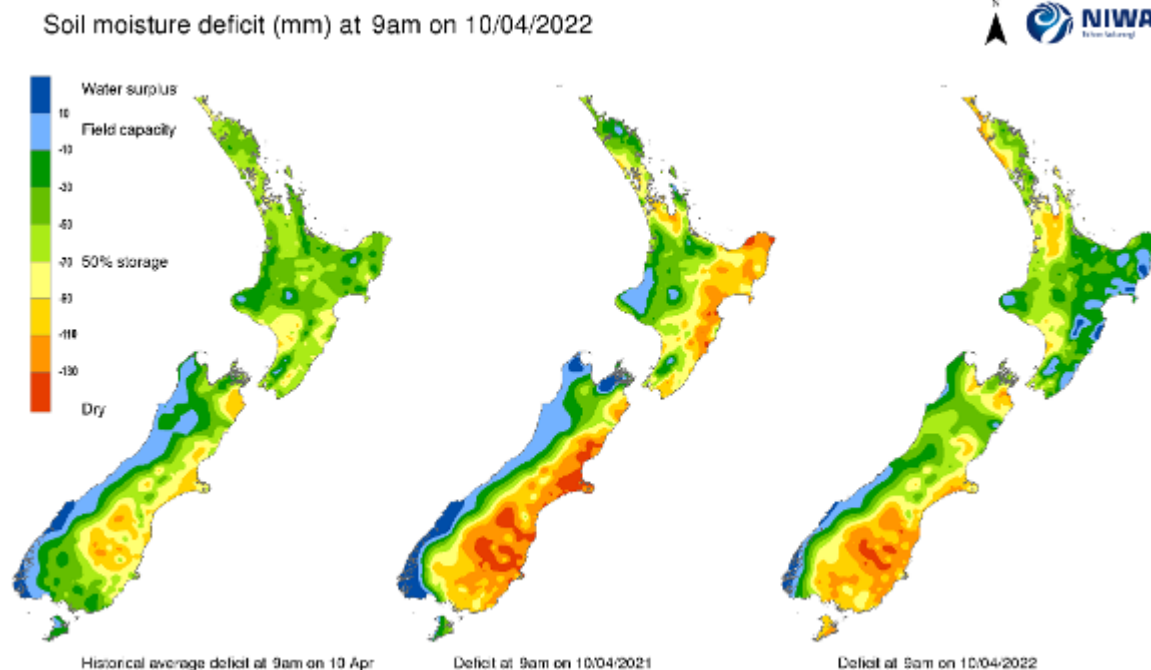 Soil moisture deficit (mm) at 9am on 10/04/2022
N
NIWA
Water surplus
10
Field capacity
-10
-30
-50
-70
50% storage
-90
-110
-130
Dry
Historical average deficit at 9am on 10 Apr
Deficit at 9am on 10/04/2021
Deficit at 9am on 10/04/2022